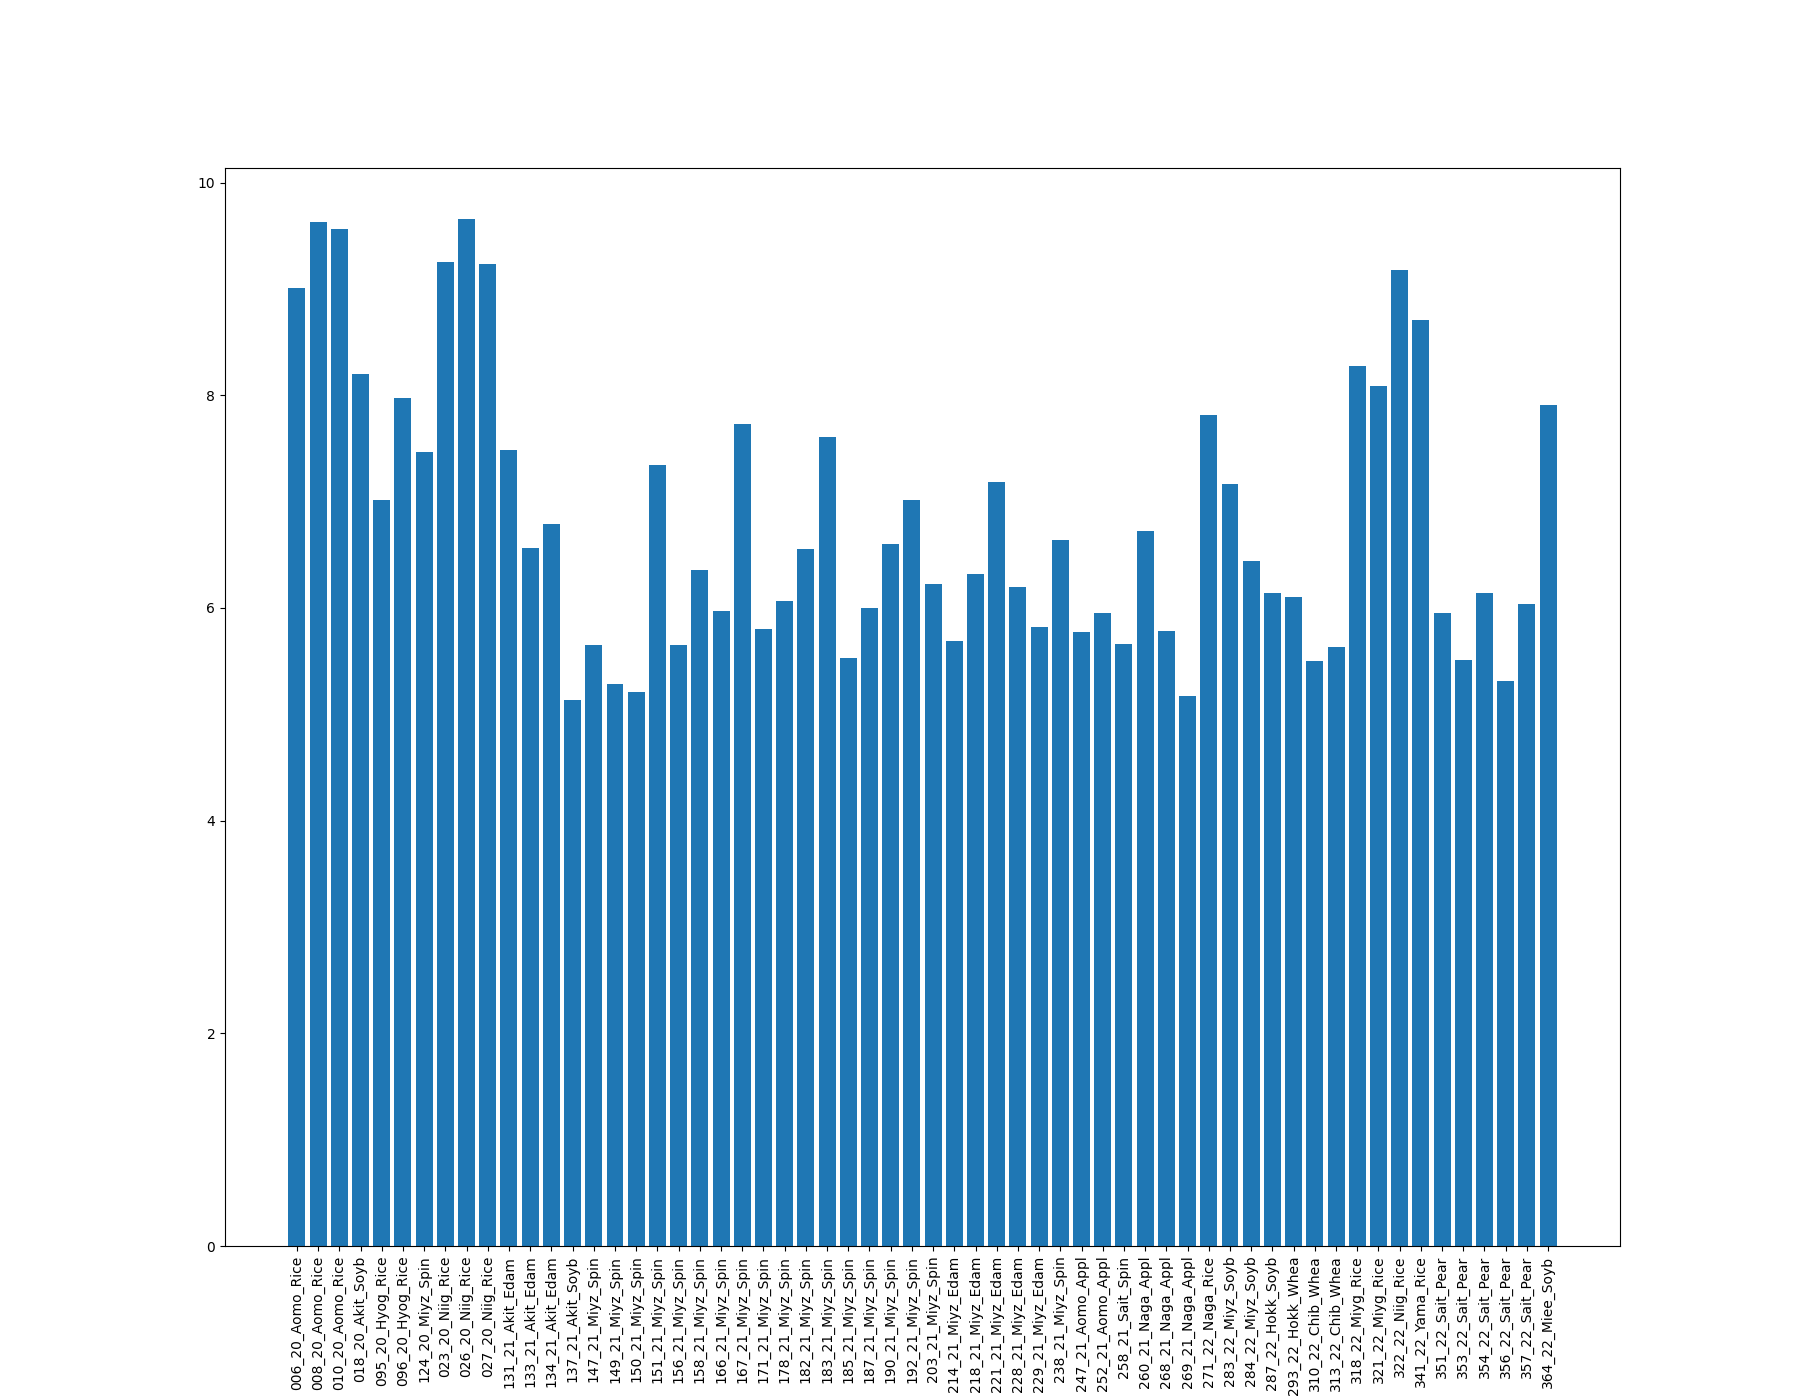 10
8
6
4
2
0
006_20_Aomo_Rice
008_20_Aomo_Rice
010_20_Aomo_Rice
018_20_Akit_Soyb
095_20_Hyog_Rice
096_20_Hyog_Rice
124_20_Miyz_Spin
023_20_Niig_Rice
026_20_Niig_Rice
027_20_Niig_Rice
131_21_Akit_Edam
133_21_Akit_Edam
134_21_Akit_Edam
137_21_Akit_Soyb
147_21_Miyz_Spin
149_21_Miyz_Spin
150_21_Miyz_Spin
151_21_Miyz_Spin
156_21_Miyz_Spin
158_21_Miyz_Spin
166_21_Miyz_Spin
167_21_Miyz_Spin
171_21_Miyz_Spin
178_21_Miyz_Spin
182_21_Miyz_Spin
183_21_Miyz_Spin
185_21_Miyz_Spin
187_21_Miyz_Spin
190_21_Miyz_Spin
192_21_Miyz_Spin
203_21_Miyz_Spin
214_21_Miyz_Edam
218_21_Miyz_Edam
221_21_Miyz_Edam
228_21_Miyz_Edam
229_21_Miyz_Edam
238_21_Miyz_Spin
247_21_Aomo_Appl
252_21_Aomo_Appl
258_21_Sait_Spin
260_21_Naga_Appl
268_21_Naga_Appl
269_21_Naga_Appl
271_22_Naga_Rice
283_22_Miyz_Soyb
284_22_Miyz_Soyb
287_22_Hokk_Soyb
293_22_Hokk_Whea
310_22_Chib_Whea
313_22_Chib_Whea
318_22_Miyg_Rice
321_22_Miyg_Rice
322_22_Niig_Rice
341_22_Yama_Rice
351_22_Sait_Pear
353_22_Sait_Pear
354_22_Sait_Pear
356_22_Sait_Pear
357_22_Sait_Pear
364_22_Miee_Soyb